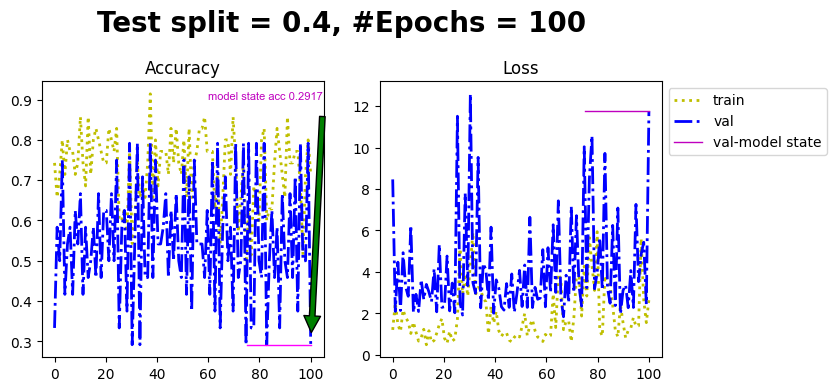 Test split = 0.4, #Epochs = 100
Accuracy
model state acc 0.2917
0.9
0.8
0.7
0.6
0.5
0.4
0.3
0 20 40 60 80 100
Loss
12
10
8
6
4
2
0
0 20 40 60 80 100
train
val
val-model state